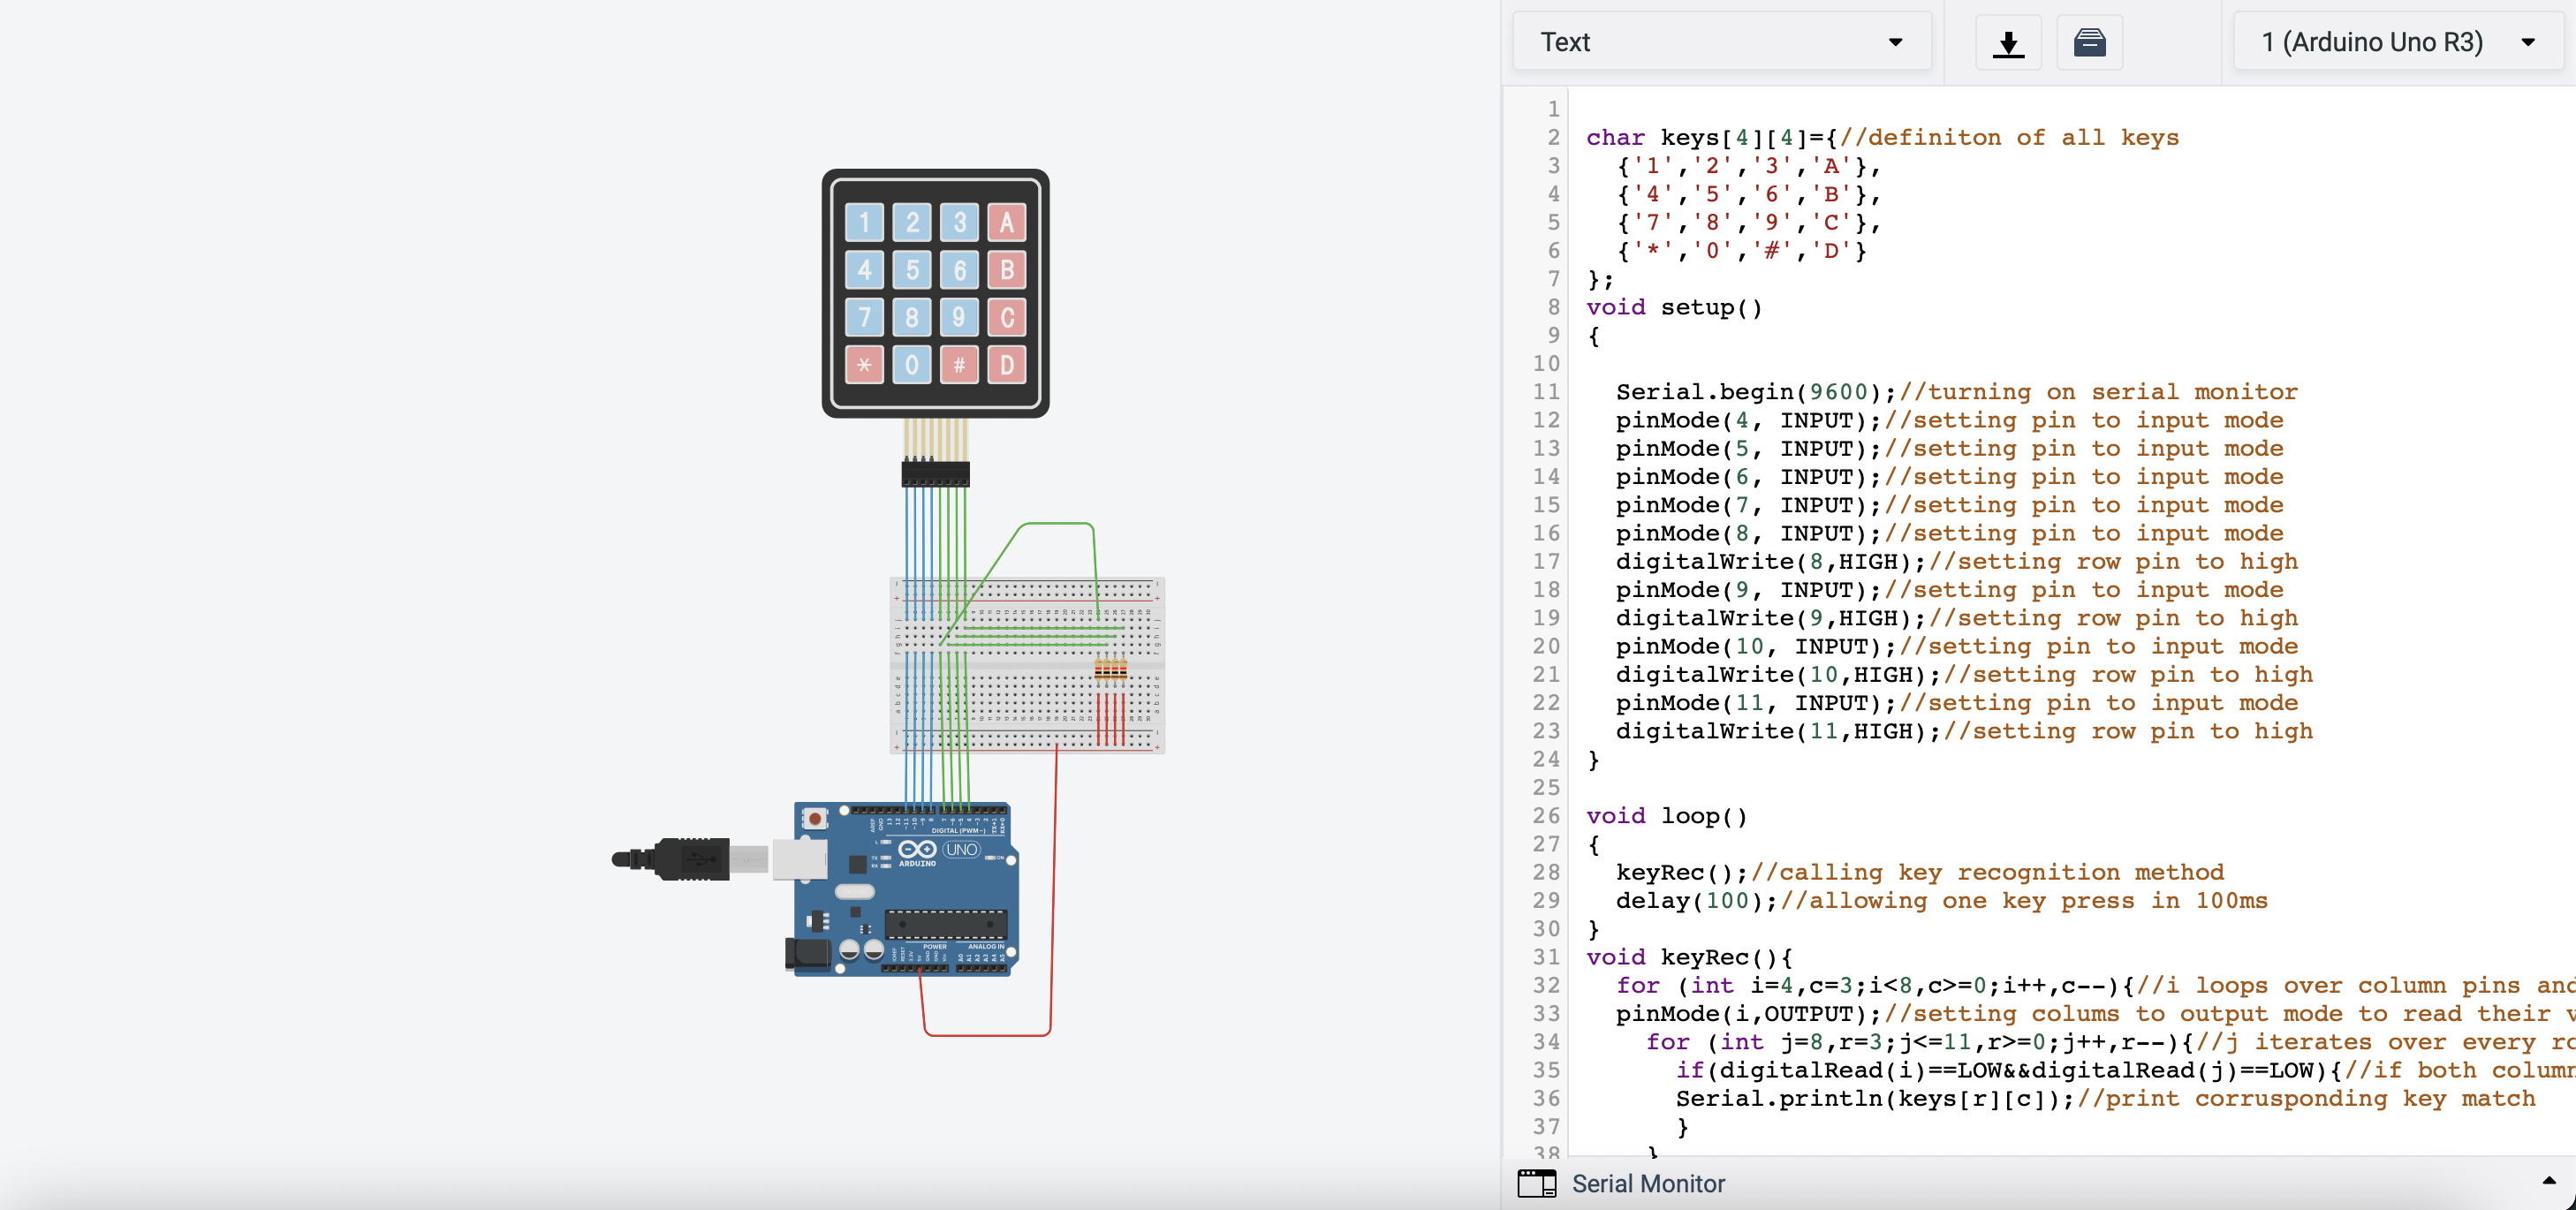 Text
1 (Arduino Uno R3)
1 2 3 A
4 5 6 B
7 8 9 C
* 0 # D
DIGITAL (PWM~)
UNO
ARDUINO
POWER ANALOG IN
1
2 char keys[4][4]={//definiton of all keys
3 {'1','2','3','A'},
4 {'4','5','6','B'},
5 {'7','8','9','C'},
6 {'*','0','#','D'}
7 };
8 void setup()
9 {
10
11 Serial.begin(9600);//turning on serial monitor
12 pinMode(4, INPUT);//setting pin to input mode
13 pinMode(5, INPUT);//setting pin to input mode
14 pinMode(6, INPUT);//setting pin to input mode
15 pinMode(7, INPUT);//setting pin to input mode
16 pinMode(8, INPUT);//setting pin to input mode
17 digitalWrite(8,HIGH);//setting row pin to high
18 pinMode(9, INPUT);//setting pin to input mode
19 digitalWrite(9,HIGH);//setting row pin to high
20 pinMode(10, INPUT);//setting pin to input mode
21 digitalWrite(10,HIGH);//setting row pin to high
22 pinMode(11, INPUT);//setting pin to input mode
23 digitalWrite(11,HIGH);//setting row pin to high
24 }
25
26 void loop()
27 {
28 keyRec();//calling key recognition method
29 delay(100);//allowing one key press in 100ms
30 }
31 void keyRec(){
32 for (int i=4,c=3;i<8,c>=0;i++,c--){//i loops over column pins and
33 pinMode(i,OUTPUT);//setting colums to output mode to read their v
34 for (int j=8,r=3;j<=11,r>=0;j++,r--){//j iterates over every ro
35 if(digitalRead(i)==LOW&&digitalRead(j)==LOW){//if both column
36 Serial.println(keys[r][c]);//print corrusponding key match
37 }
38 }
Serial Monitor